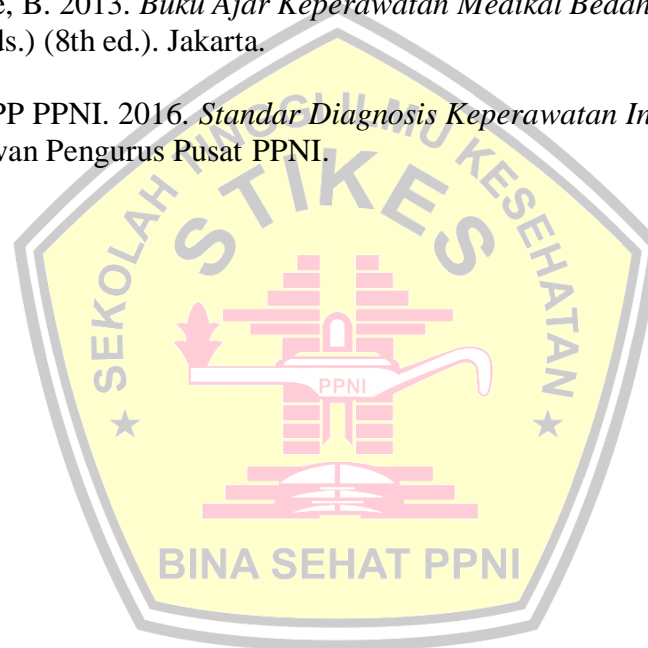 e, B. 2013. Buku Ajar Keperawatan Medikal Bedah
ds.) (8th ed.). Jakarta.
PP PPNI. 2016. Standar Diagnosis Keperawatan In
wan Pengurus Pusat PPNI.
SEKOLAH TINGGI ILMU KESEHATAN
STIKES
PPNI
BINA SEHAT PPNI